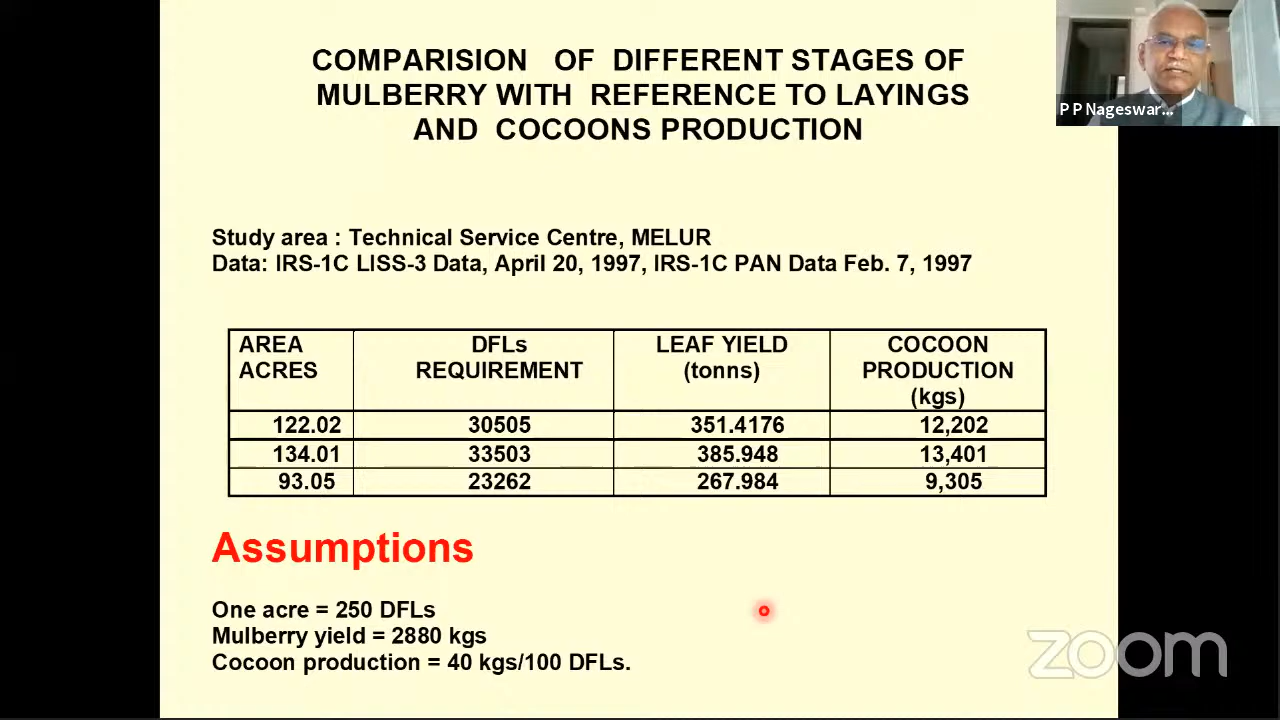 COMPARISION OF DIFFERENT STAGES OF
MULBERRY WITH REFERENCE TO LAYINGS
AND COCOONS PRODUCTION
P P Nageswar...
Study area : Technical Service Centre, MELUR
Data: IRS-1C LISS-3 Data, April 20, 1997, IRS-1C PAN Data Feb. 7, 1997
AREA ACRES DFLs REQUIREMENT LEAF YIELD (tonns) COCOON PRODUCTION (kgs)
122.02 30505 351.4176 12,202
134.01 33503 385.948 13,401
93.05 23262 267.984 9,305
Assumptions
One acre = 250 DFLs
Mulberry yield = 2880 kgs
Cocoon production = 40 kgs/100 DFLs.
zoom